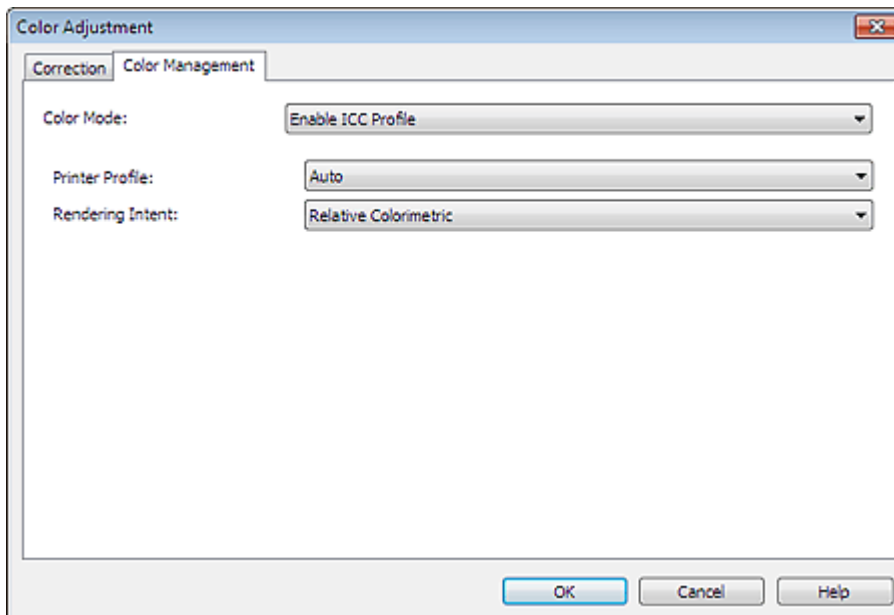 Color Adjustment
Correction Color Management
Color Mode: Enable ICC Profile
Printer Profile: Auto
Rendering Intent: Relative Colorimetric
OK Cancel Help